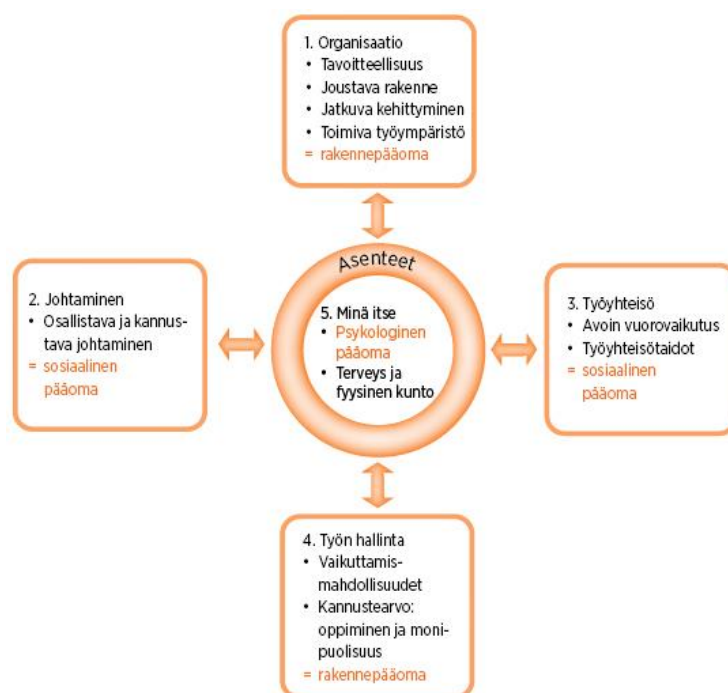 1. Organisaatio
• Tavoitteellisuus
• Joustava rakenne
• Jatkuva kehittyminen
• Toimiva työympäristö
= rakennepääoma
Asenteet
2. Johtaminen
• Osallistava ja kannus-
tava johtaminen
= sosiaalinen
pääoma
5. Minä itse
• Psykologinen
pääoma
• Terveys ja
fyysinen kunto
3. Työyhteisö
• Avoin vuorovaikutus
• Työyhteisötaidot
= sosiaalinen
pääoma
4. Työn hallinta
• Vaikuttamis-
mahdollisuudet
• Kannustearvo:
oppiminen ja moni-
puolisuus
= rakennepääoma